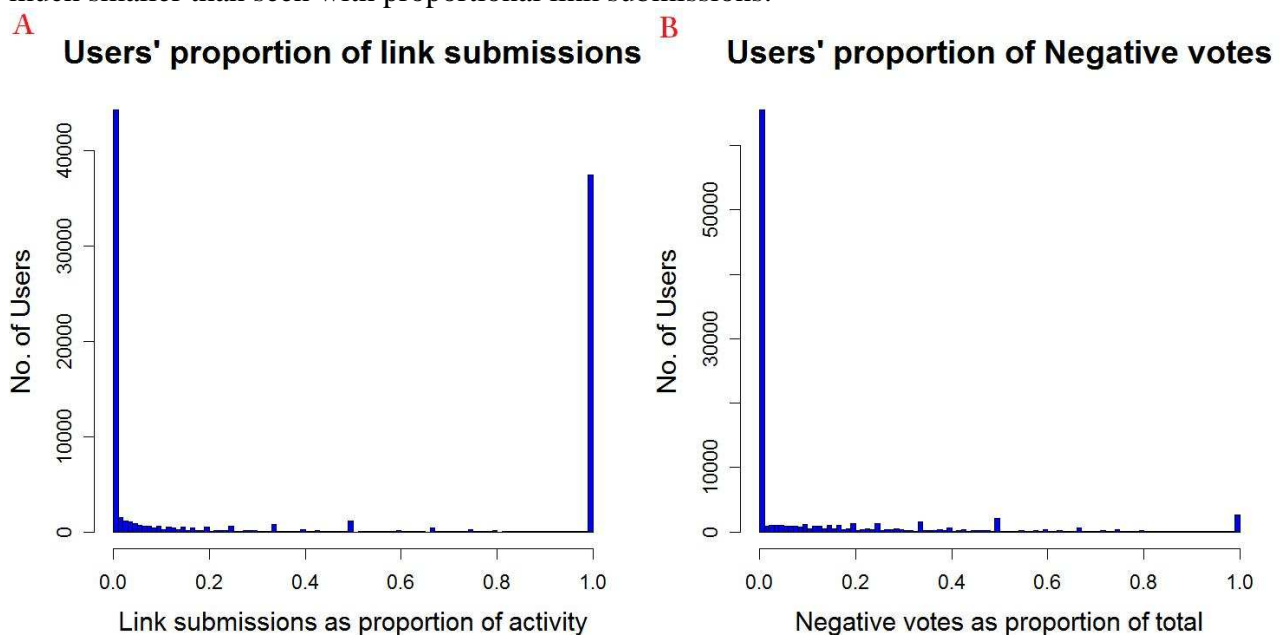 much smaller than seen with proportional link submissions.
A
Users' proportion of link submissions
No. of Users
40000
30000
20000
10000
0
0.0 0.2 0.4 0.6 0.8 1.0
Link submissions as proportion of activity
B
Users' proportion of Negative votes
No. of Users
50000
30000
10000
0
0.0 0.2 0.4 0.6 0.8 1.0
Negative votes as proportion of total